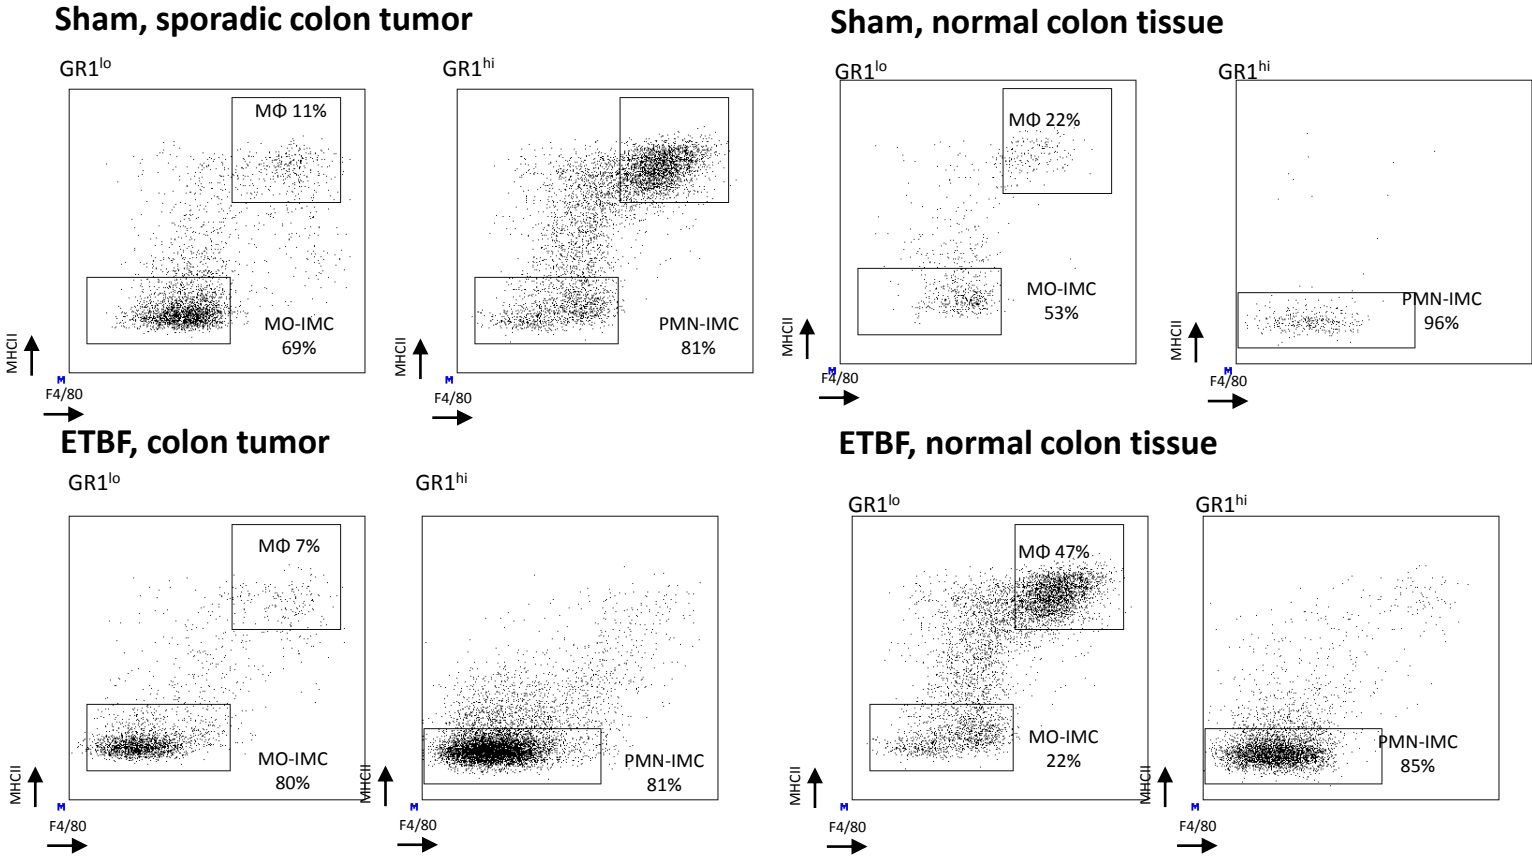 Sham, sporadic colon tumor
GR1lo
MΦ 11%
MO-IMC
69%
MHCII
M
F4/80
GR1hi
PMN-IMC
81%
MHCII
M
F4/80
Sham, normal colon tissue
GR1lo
MΦ 22%
MO-IMC
53%
MHCII
M
F4/80
GR1hi
PMN-IMC
96%
MHCII
M
F4/80
ETBF, colon tumor
GR1lo
MΦ 7%
MO-IMC
80%
MHCII
M
F4/80
GR1hi
PMN-IMC
81%
MHCII
M
F4/80
ETBF, normal colon tissue
GR1lo
MΦ 47%
MO-IMC
22%
MHCII
M
F4/80
GR1hi
PMN-IMC
85%
MHCII
M
F4/80